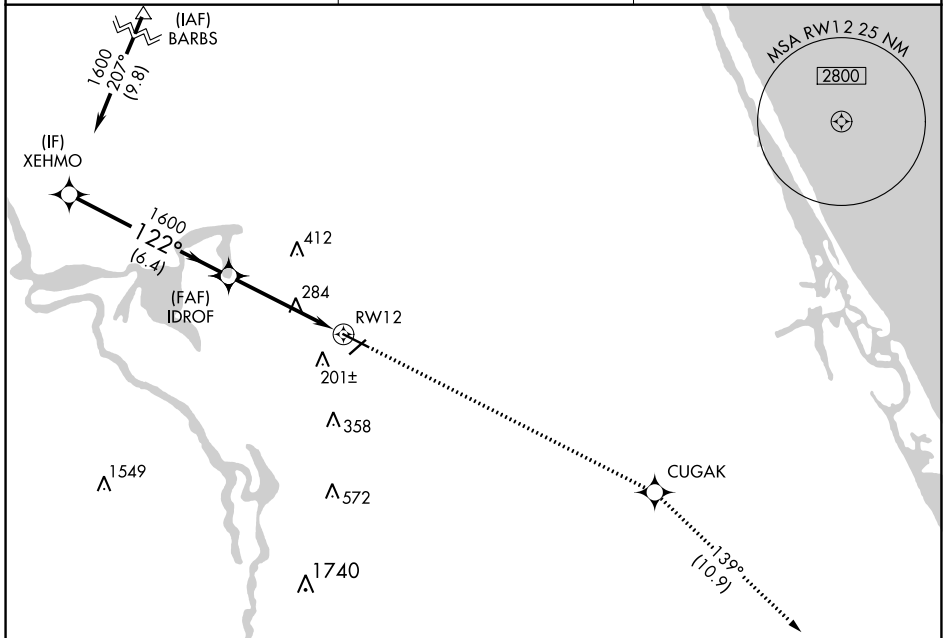 (IAF)
BARBS
1600
207°
(9.8)
MSA RW12 25 NM
2800
(IF)
XEHMO
1600
122°
(6.4)
412
(FAF)
IDROF
284
RW12
201±
358
1549
572
CUGAK
1740
139°
(10.9)